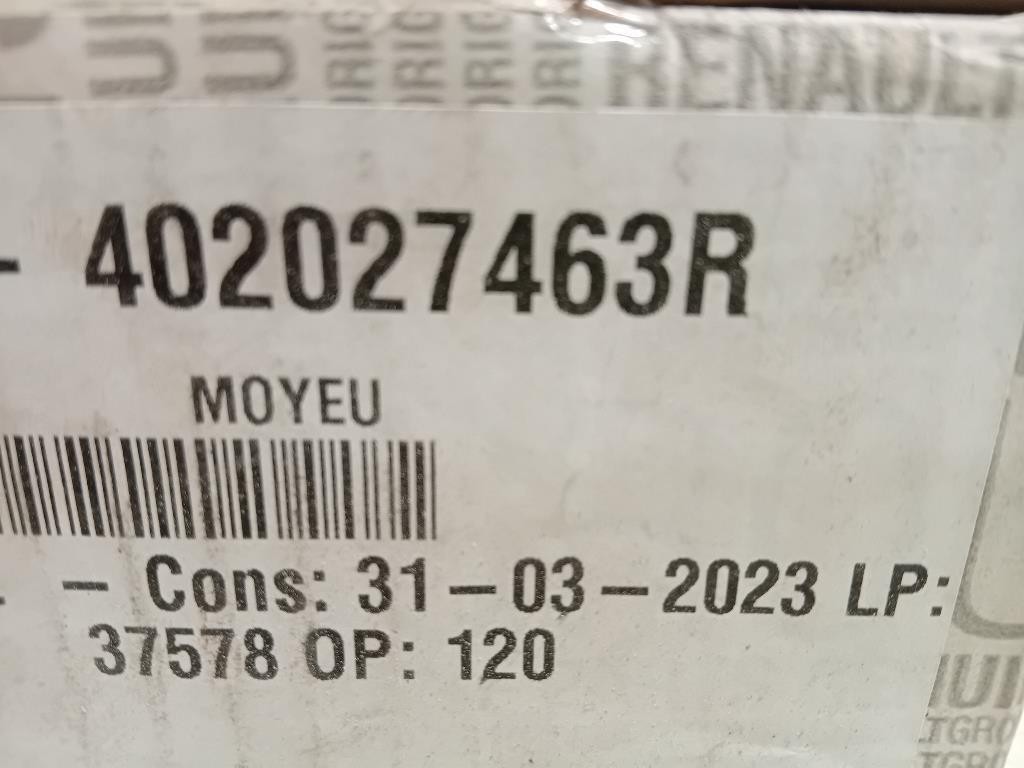 RENAULT
- 402027463R
MOYEU
- Cons: 31-03-2023 LP:
37578 OP: 120